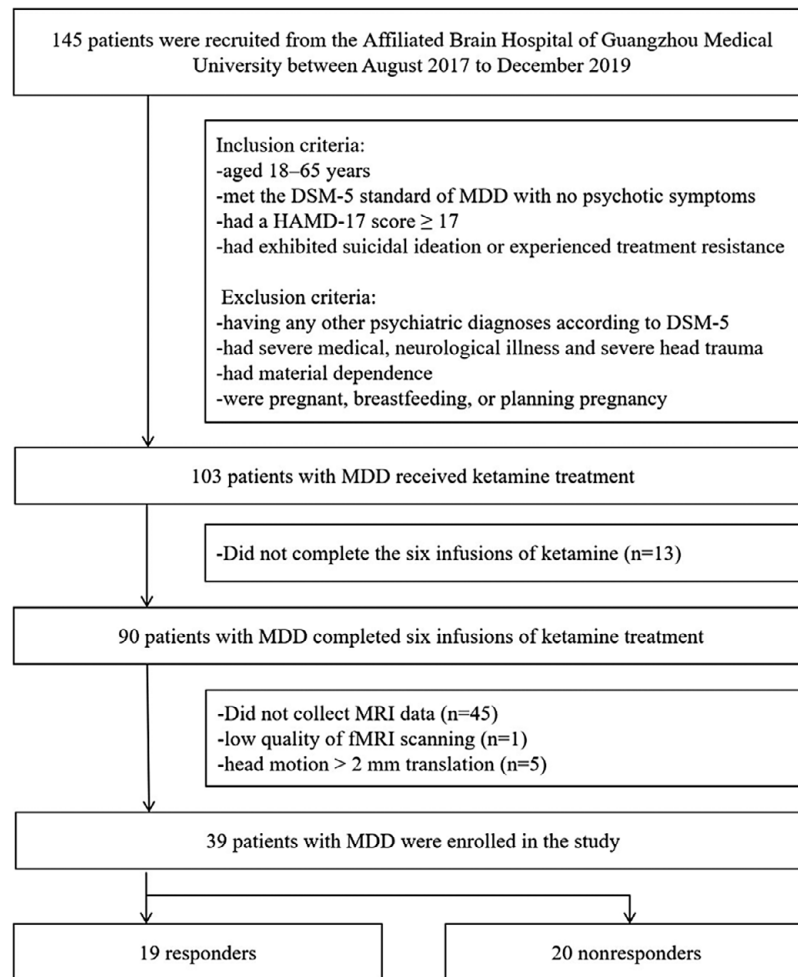 145 patients were recruited from the Affiliated Brain Hospital of Guangzhou Medical
University between August 2017 to December 2019
Inclusion criteria:
-aged 18–65 years
-met the DSM-5 standard of MDD with no psychotic symptoms
-had a HAMD-17 score ≥ 17
-had exhibited suicidal ideation or experienced treatment resistance
Exclusion criteria:
-having any other psychiatric diagnoses according to DSM-5
-had severe medical, neurological illness and severe head trauma
-had material dependence
-were pregnant, breastfeeding, or planning pregnancy
103 patients with MDD received ketamine treatment
-Did not complete the six infusions of ketamine (n=13)
90 patients with MDD completed six infusions of ketamine treatment
-Did not collect MRI data (n=45)
-low quality of fMRI scanning (n=1)
-head motion > 2 mm translation (n=5)
39 patients with MDD were enrolled in the study
19 responders
20 nonresponders